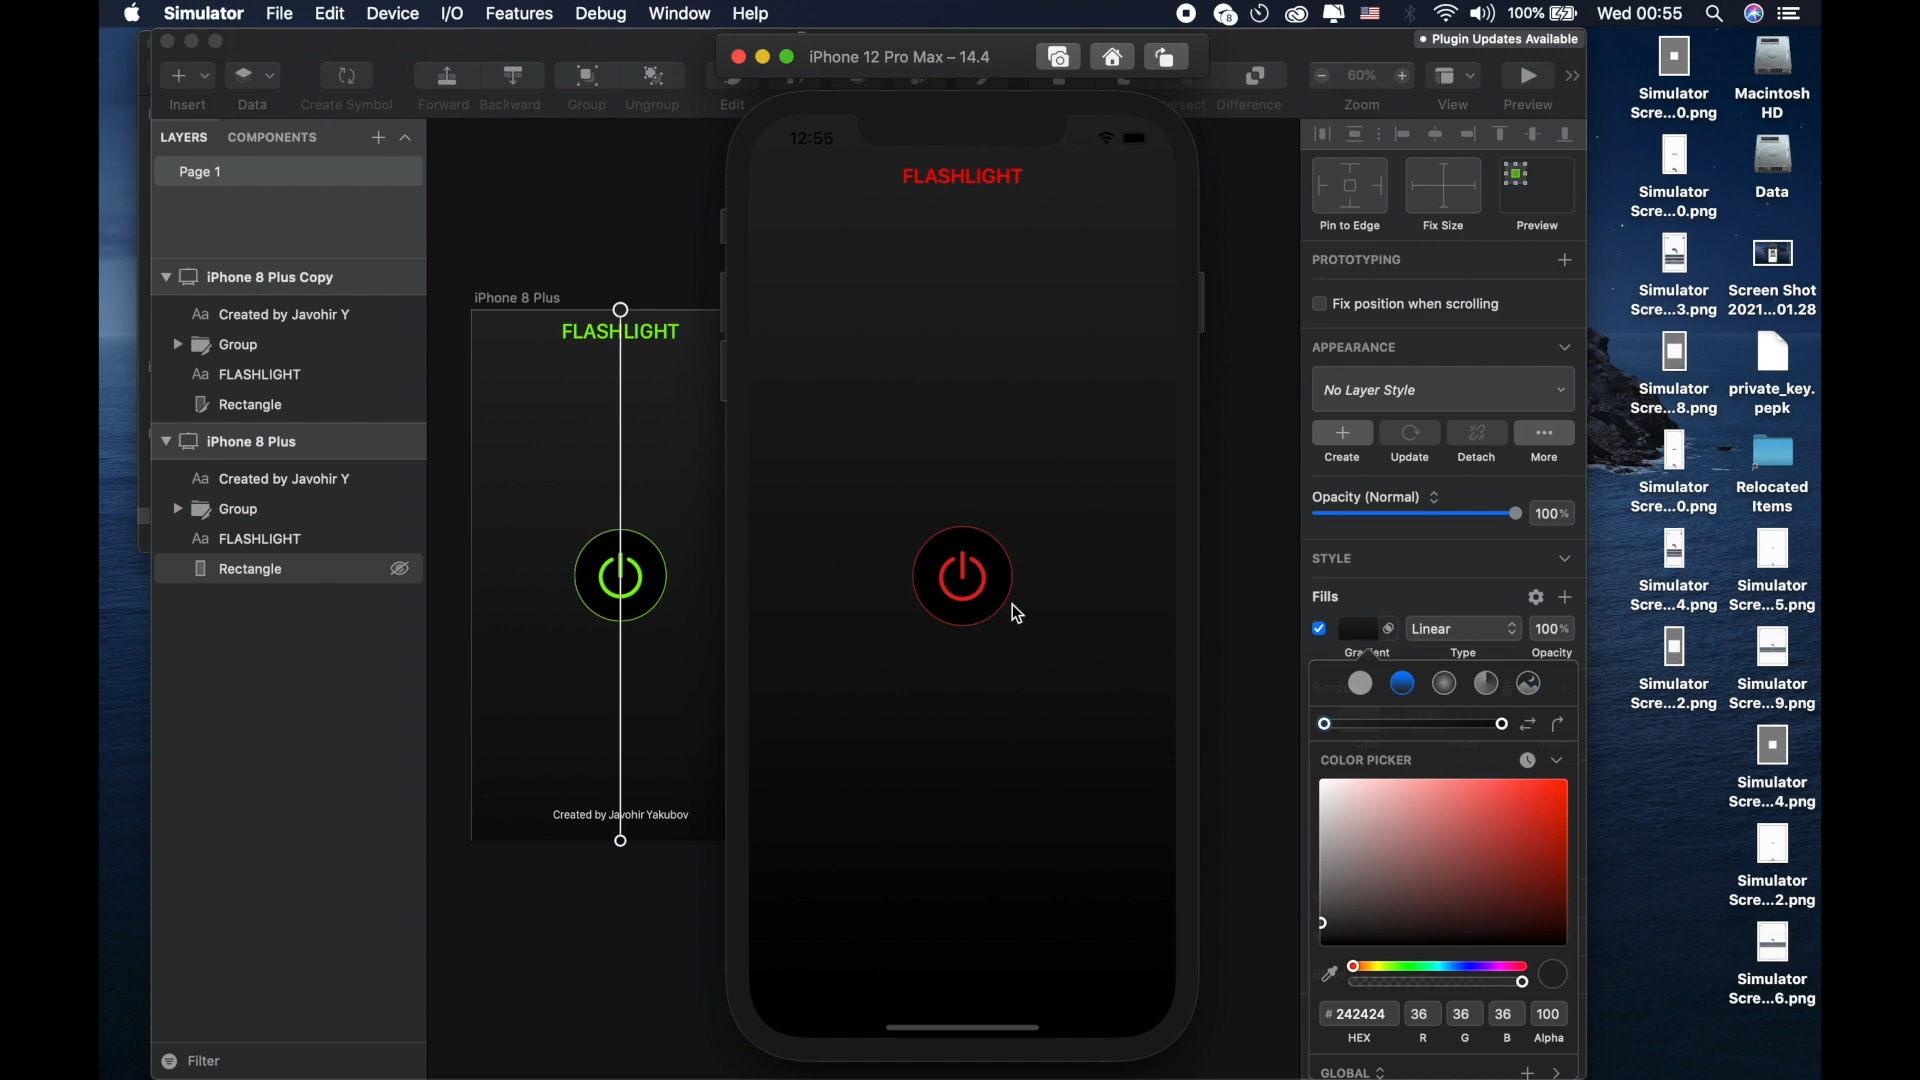 Simulator File Edit Device I/O Features Debug Window Help 8 100% Wed 00:55
iPhone 12 Pro Max – 14.4
Plugin Updates Available
60%
Insert Data Create Symbol Forward Backward Group Ungroup Edit Difference Zoom View Preview
LAYERS COMPONENTS
Page 1
iPhone 8 Plus Copy
Aa Created by Javohir Y
Group
Aa FLASHLIGHT
Rectangle
iPhone 8 Plus
Aa Created by Javohir Y
Group
Aa FLASHLIGHT
Rectangle
Filter
iPhone 8 Plus
FLASHLIGHT
Created by Javohir Yakubov
12:55
FLASHLIGHT
Pin to Edge Fix Size Preview
PROTOTYPING
Fix position when scrolling
APPEARANCE
No Layer Style
Create Update Detach More
Opacity (Normal)
100%
STYLE
Fills
Linear 100%
Gradient Type Opacity
COLOR PICKER
# 242424 36 36 36 100
HEX R G B Alpha
GLOBAL
Simulator
Scre...0.png
Macintosh
HD
Simulator
Scre...0.png
Data
Simulator
Scre...3.png
Screen Shot
2021...01.28
Simulator
Scre...8.png
private_key.
pepk
Simulator
Scre...0.png
Relocated
Items
Simulator
Scre...4.png
Simulator
Scre...5.png
Simulator
Scre...2.png
Simulator
Scre...9.png
Simulator
Scre...4.png
Simulator
Scre...2.png
Simulator
Scre...6.png